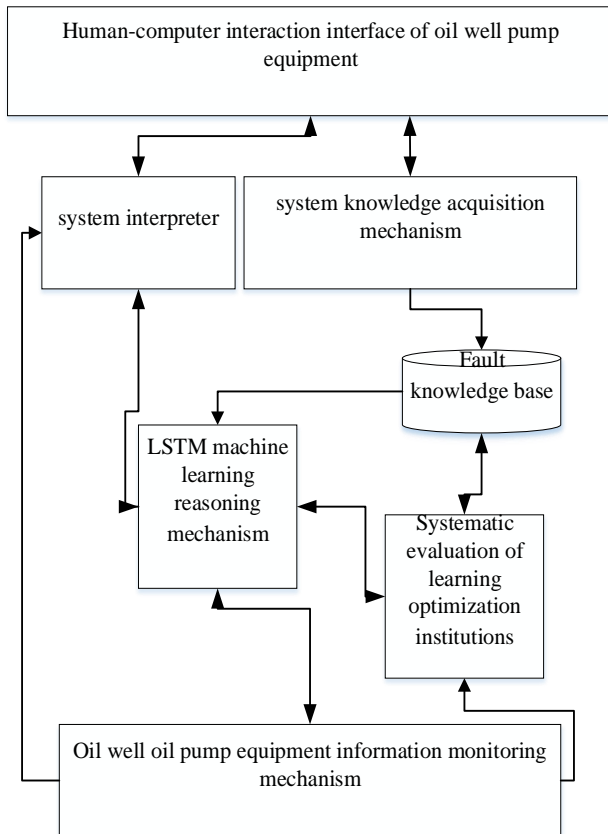 Human-computer interaction interface of oil well pump
equipment
system interpreter
system knowledge acquisition
mechanism
Fault
knowledge base
LSTM machine
learning
reasoning
mechanism
Systematic
evaluation of
learning
optimization
institutions
Oil well oil pump equipment information monitoring
mechanism